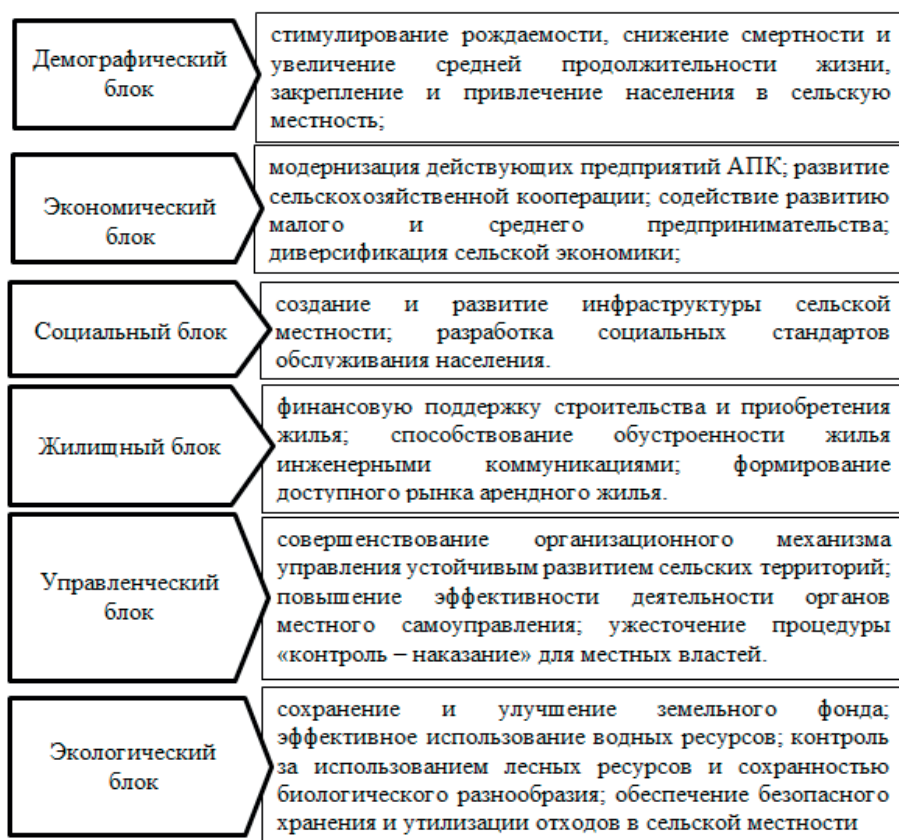 Демографический
блок
стимулирование рождаемости, снижение смертности и
увеличение средней продолжительности жизни,
закрепление и привлечение населения в сельскую
местность;
Экономический
блок
модернизация действующих предприятий АПК; развитие
сельскохозяйственной кооперации; содействие развитию
малого и среднего предпринимательства;
диверсификация сельской экономики;
Социальный блок
создание и развитие инфраструктуры сельской
местности; разработка социальных стандартов
обслуживания населения.
Жилищный блок
финансовую поддержку строительства и приобретения
жилья; способствование обустроенности жилья
инженерными коммуникациями; формирование
доступного рынка арендного жилья.
Управленческий
блок
совершенствование организационного механизма
управления устойчивым развитием сельских территорий;
повышение эффективности деятельности органов
местного самоуправления; ужесточение процедуры
«контроль – наказание» для местных властей.
Экологический
блок
сохранение и улучшение земельного фонда;
эффективное использование водных ресурсов; контроль
за использованием лесных ресурсов и сохранностью
биологического разнообразия; обеспечение безопасного
хранения и утилизации отходов в сельской местности